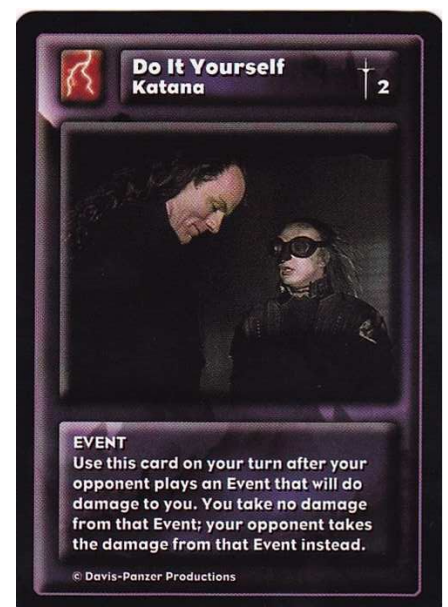 Do It Yourself
Katana
2
EVENT
Use this card on your turn after your
opponent plays an Event that will do
damage to you. You take no damage
from that Event; your opponent takes
the damage from that Event instead.
© Davis-Panzer Productions